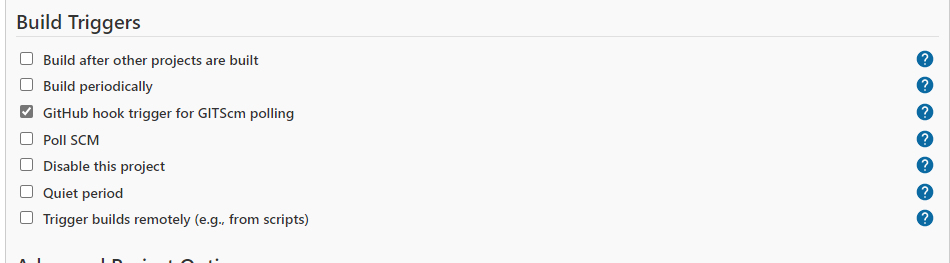 Build Triggers
Build after other projects are built
Build periodically
GitHub hook trigger for GITScm polling
Poll SCM
Disable this project
Quiet period
Trigger builds remotely (e.g., from scripts)